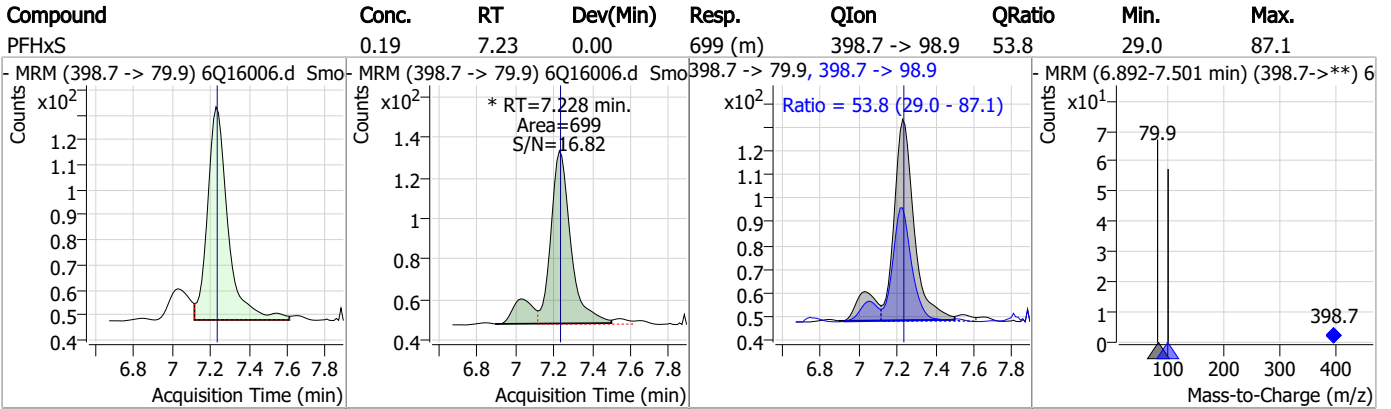 Compound Conc. RT Dev(Min) Resp. QIon QRatio Min. Max.
PFHxS 0.19 7.23 0.00 699 (m) 398.7 -> 98.9 53.8 29.0 87.1
- MRM (398.7 -> 79.9) 6Q16006.d Smo
Counts
x10²
1.2
1.1
1
0.9
0.8
0.7
0.6
0.5
0.4
6.8 7 7.2 7.4 7.6 7.8
Acquisition Time (min)
- MRM (398.7 -> 79.9) 6Q16006.d Smo
Counts
x10²
* RT=7.228 min.
Area=699
S/N=16.82
1.4
1.2
1
0.8
0.6
0.4
6.8 7 7.2 7.4 7.6 7.8
Acquisition Time (min)
398.7 -> 79.9, 398.7 -> 98.9
x10²
Ratio = 53.8 (29.0 - 87.1)
1.2
1.1
1
0.9
0.8
0.7
0.6
0.5
0.4
6.8 7 7.2 7.4 7.6 7.8
Acquisition Time (min)
- MRM (6.892-7.501 min) (398.7->**) 6
Counts
x10¹
79.9
398.7
7
6
5
4
3
2
1
0
100 200 300 400
Mass-to-Charge (m/z)